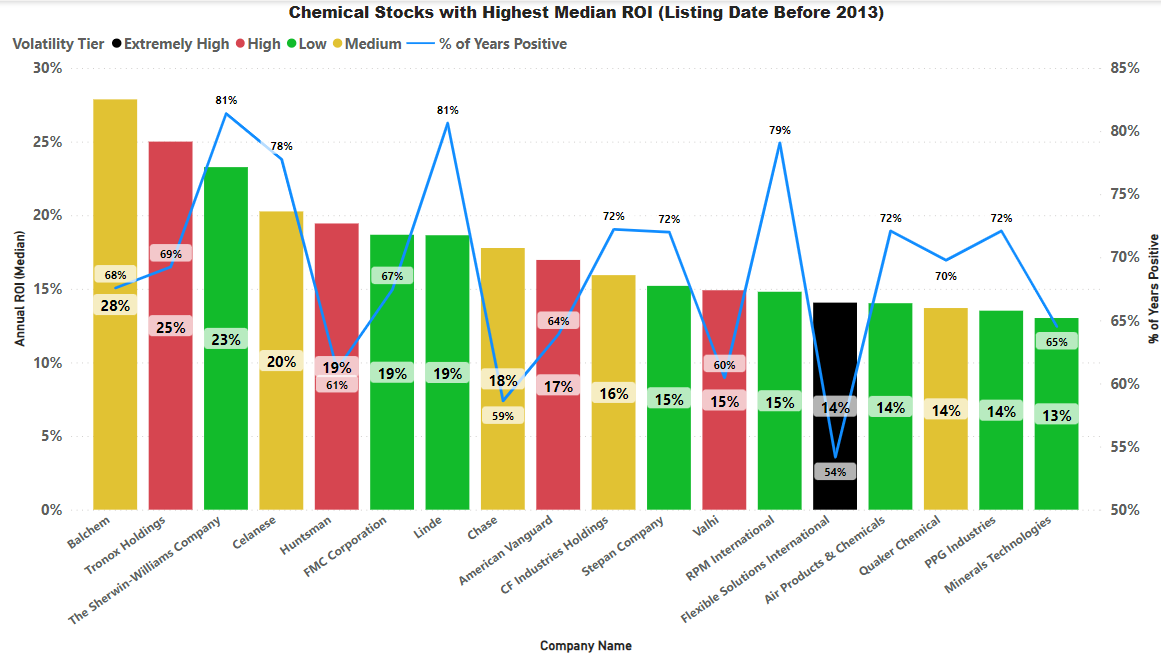 Chemical Stocks with Highest Median ROI (Listing Date Before 2013)
Volatility Tier Extremely High High Low Medium % of Years Positive
30%
25%
20%
15%
10%
5%
0%
Annual ROI (Median)
85%
80%
75%
70%
65%
60%
55%
50%
% of Years Positive
68%
69%
81%
78%
61%
67%
81%
59%
64%
72%
72%
60%
79%
54%
72%
70%
72%
65%
28%
25%
23%
20%
19%
19%
19%
18%
17%
16%
15%
15%
15%
14%
14%
14%
14%
13%
Balchem
Tronox Holdings
The Sherwin-Williams Company
Celanese
Huntsman
FMC Corporation
Linde
Chase
American Vanguard
CF Industries Holdings
Stepan Company
Valhi
RPM International
Flexible Solutions International
Air Products & Chemicals
Quaker Chemical
PPG Industries
Minerals Technologies
Company Name